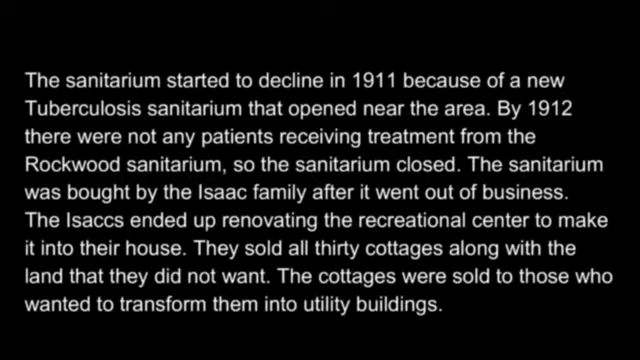 The sanitarium started to decline in 1911 because of a new
Tuberculosis sanitarium that opened near the area. By 1912
there were not any patients receiving treatment from the
Rockwood sanitarium, so the sanitarium closed. The sanitarium
was bought by the Isaac family after it went out of business.
The Isaccs ended up renovating the recreational center to make
it into their house. They sold all thirty cottages along with the
land that they did not want. The cottages were sold to those who
wanted to transform them into utility buildings.